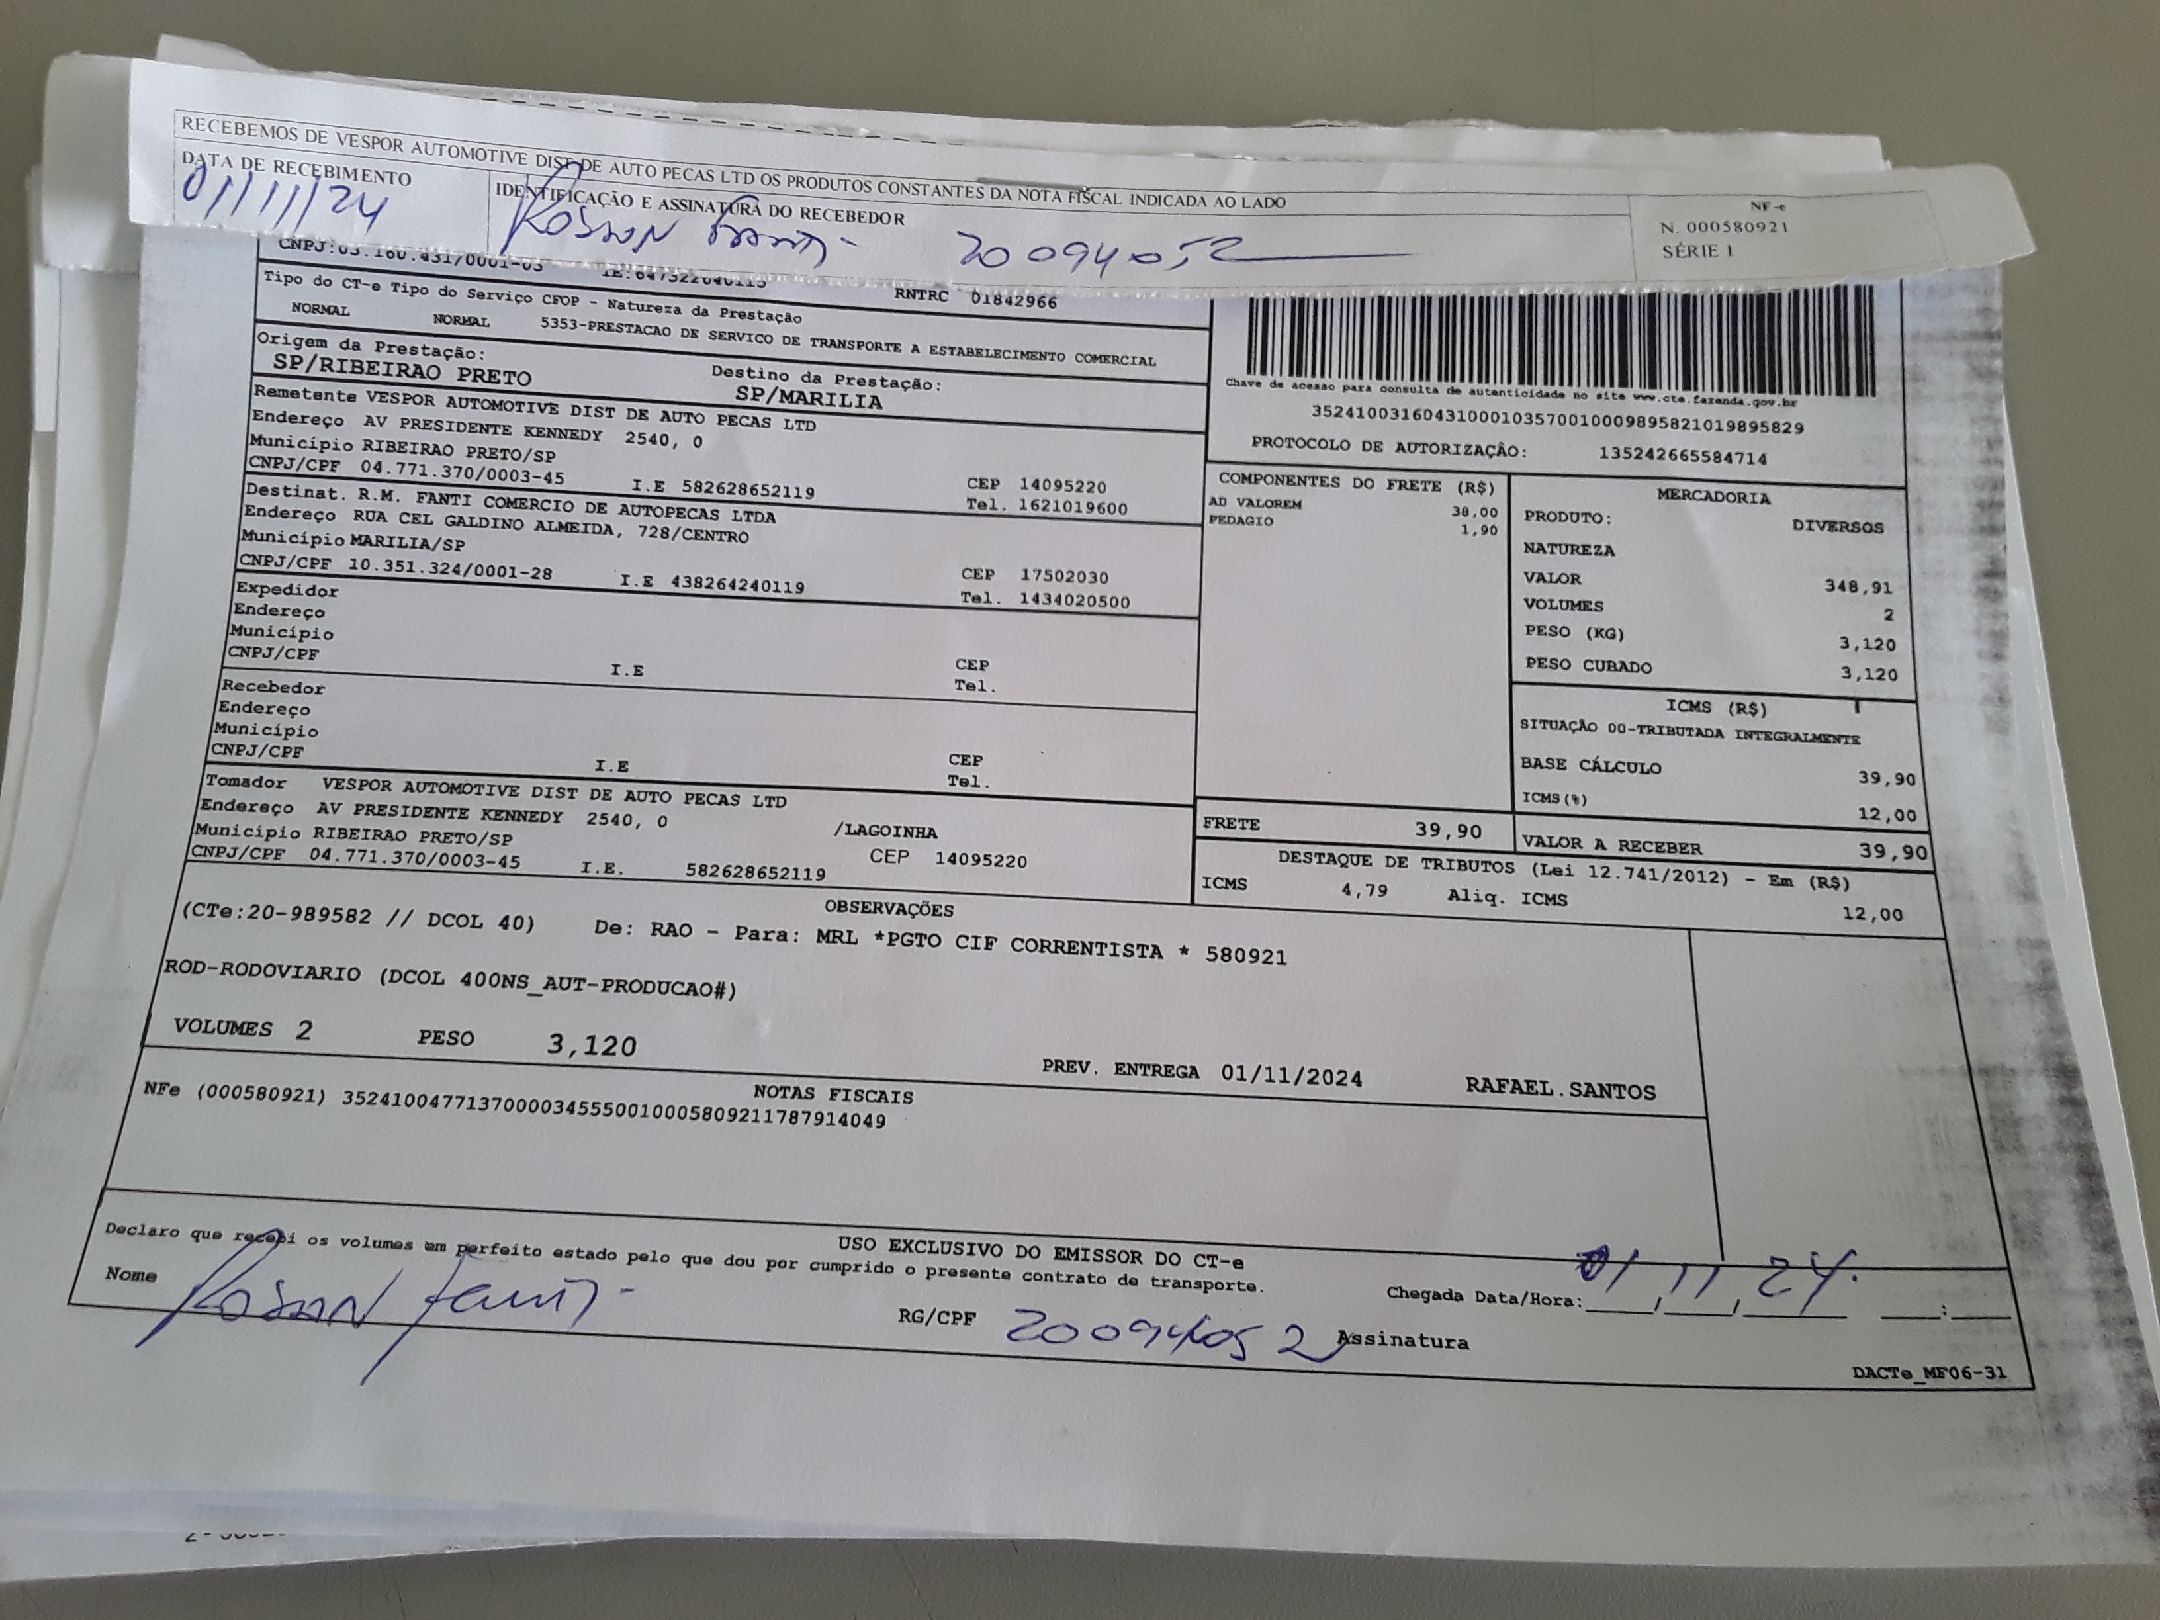 RECEBEMOS DE VESPOR AUTOMOTIVE DIST DE AUTO PECAS LTD OS PRODUTOS CONSTANTES DA NOTA FISCAL INDICADA AO LADO
DATA DE RECEBIMENTO
01/11/24
IDENTIFICAÇÃO E ASSINATURA DO RECEBEDOR
20094052
NF-e
N. 000580921
SÉRIE 1
CNPJ:03.160.431/0001-03 IE:647322040115 RNTRC 01842966
Tipo do CT-e Tipo do Serviço CFOP - Natureza da Prestação
NORMAL NORMAL 5353-PRESTACAO DE SERVICO DE TRANSPORTE A ESTABELECIMENTO COMERCIAL
Origem da Prestação: Destino da Prestação:
SP/RIBEIRAO PRETO SP/MARILIA
Remetente VESPOR AUTOMOTIVE DIST DE AUTO PECAS LTD
Endereço AV PRESIDENTE KENNEDY 2540, 0
Município RIBEIRAO PRETO/SP CEP 14095220
CNPJ/CPF 04.771.370/0003-45 I.E 582628652119 Tel. 1621019600
Destinat. R.M. FANTI COMERCIO DE AUTOPECAS LTDA
Endereço RUA CEL GALDINO ALMEIDA, 728/CENTRO
Município MARILIA/SP CEP 17502030
CNPJ/CPF 10.351.324/0001-28 I.E 438264240119 Tel. 1434020500
Expedidor
Endereço
Município CEP
CNPJ/CPF I.E Tel.
Recebedor
Endereço
Município CEP
CNPJ/CPF I.E Tel.
Tomador VESPOR AUTOMOTIVE DIST DE AUTO PECAS LTD
Endereço AV PRESIDENTE KENNEDY 2540, 0 /LAGOINHA
Município RIBEIRAO PRETO/SP CEP 14095220
CNPJ/CPF 04.771.370/0003-45 I.E. 582628652119
Chave de acesso para consulta de autenticidade no site www.cte.fazenda.gov.br
35241003160431000103570010009895821019895829
PROTOCOLO DE AUTORIZAÇÃO: 135242665584714
COMPONENTES DO FRETE (R$)
AD VALOREM 38,00
PEDAGIO 1,90
MERCADORIA
PRODUTO: DIVERSOS
NATUREZA
VALOR 348,91
VOLUMES 2
PESO (KG) 3,120
PESO CUBADO 3,120
ICMS (R$)
SITUAÇÃO 00-TRIBUTADA INTEGRALMENTE
BASE CÁLCULO 39,90
ICMS(%) 12,00
FRETE 39,90 VALOR A RECEBER 39,90
DESTAQUE DE TRIBUTOS (Lei 12.741/2012) - Em (R$)
ICMS 4,79 Aliq. ICMS 12,00
OBSERVAÇÕES
(CTe:20-989582 // DCOL 40) De: RAO - Para: MRL *PGTO CIF CORRENTISTA * 580921
ROD-RODOVIARIO (DCOL 400NS_AUT-PRODUCAO#)
VOLUMES 2 PESO 3,120 PREV. ENTREGA 01/11/2024 RAFAEL.SANTOS
NOTAS FISCAIS
NFe (000580921) 35241004771370000345550010005809211787914049
USO EXCLUSIVO DO EMISSOR DO CT-e
Declaro que recebi os volumes em perfeito estado pelo que dou por cumprido o presente contrato de transporte.
Chegada Data/Hora: 01/11/24 :
Nome RG/CPF 20094052 Assinatura
DACTe_MF06-31